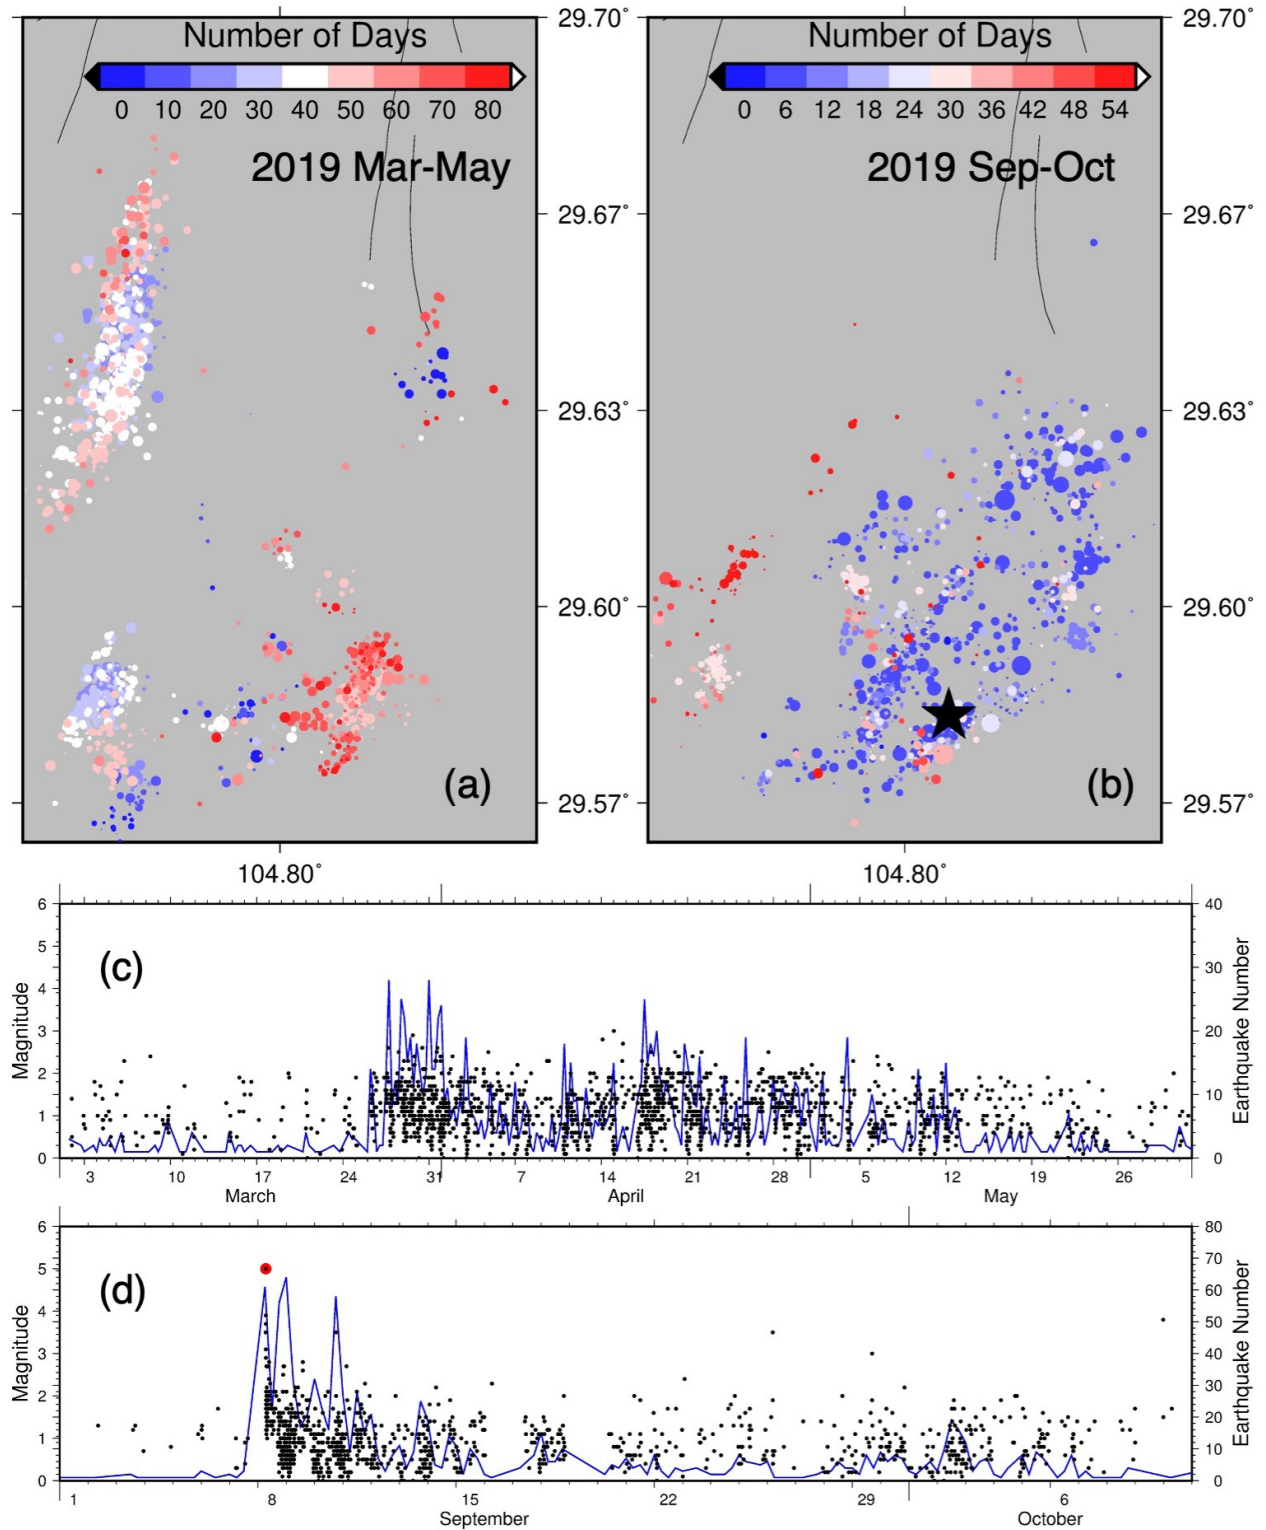 Number of Days
0 10 20 30 40 50 60 70 80
2019 Mar-May
(a)
104.80°
29.70°
29.67°
29.63°
29.60°
29.57°
Number of Days
0 6 12 18 24 30 36 42 48 54
2019 Sep-Oct
(b)
104.80°
29.70°
29.67°
29.63°
29.60°
29.57°
(c)
Magnitude
6
5
4
3
2
1
0
Earthquake Number
40
30
20
10
0
3 10 17 24 31 7 14 21 28 5 12 19 26
March April May
(d)
Magnitude
6
5
4
3
2
1
0
Earthquake Number
80
70
60
50
40
30
20
10
0
1 8 15 22 29 6
September October